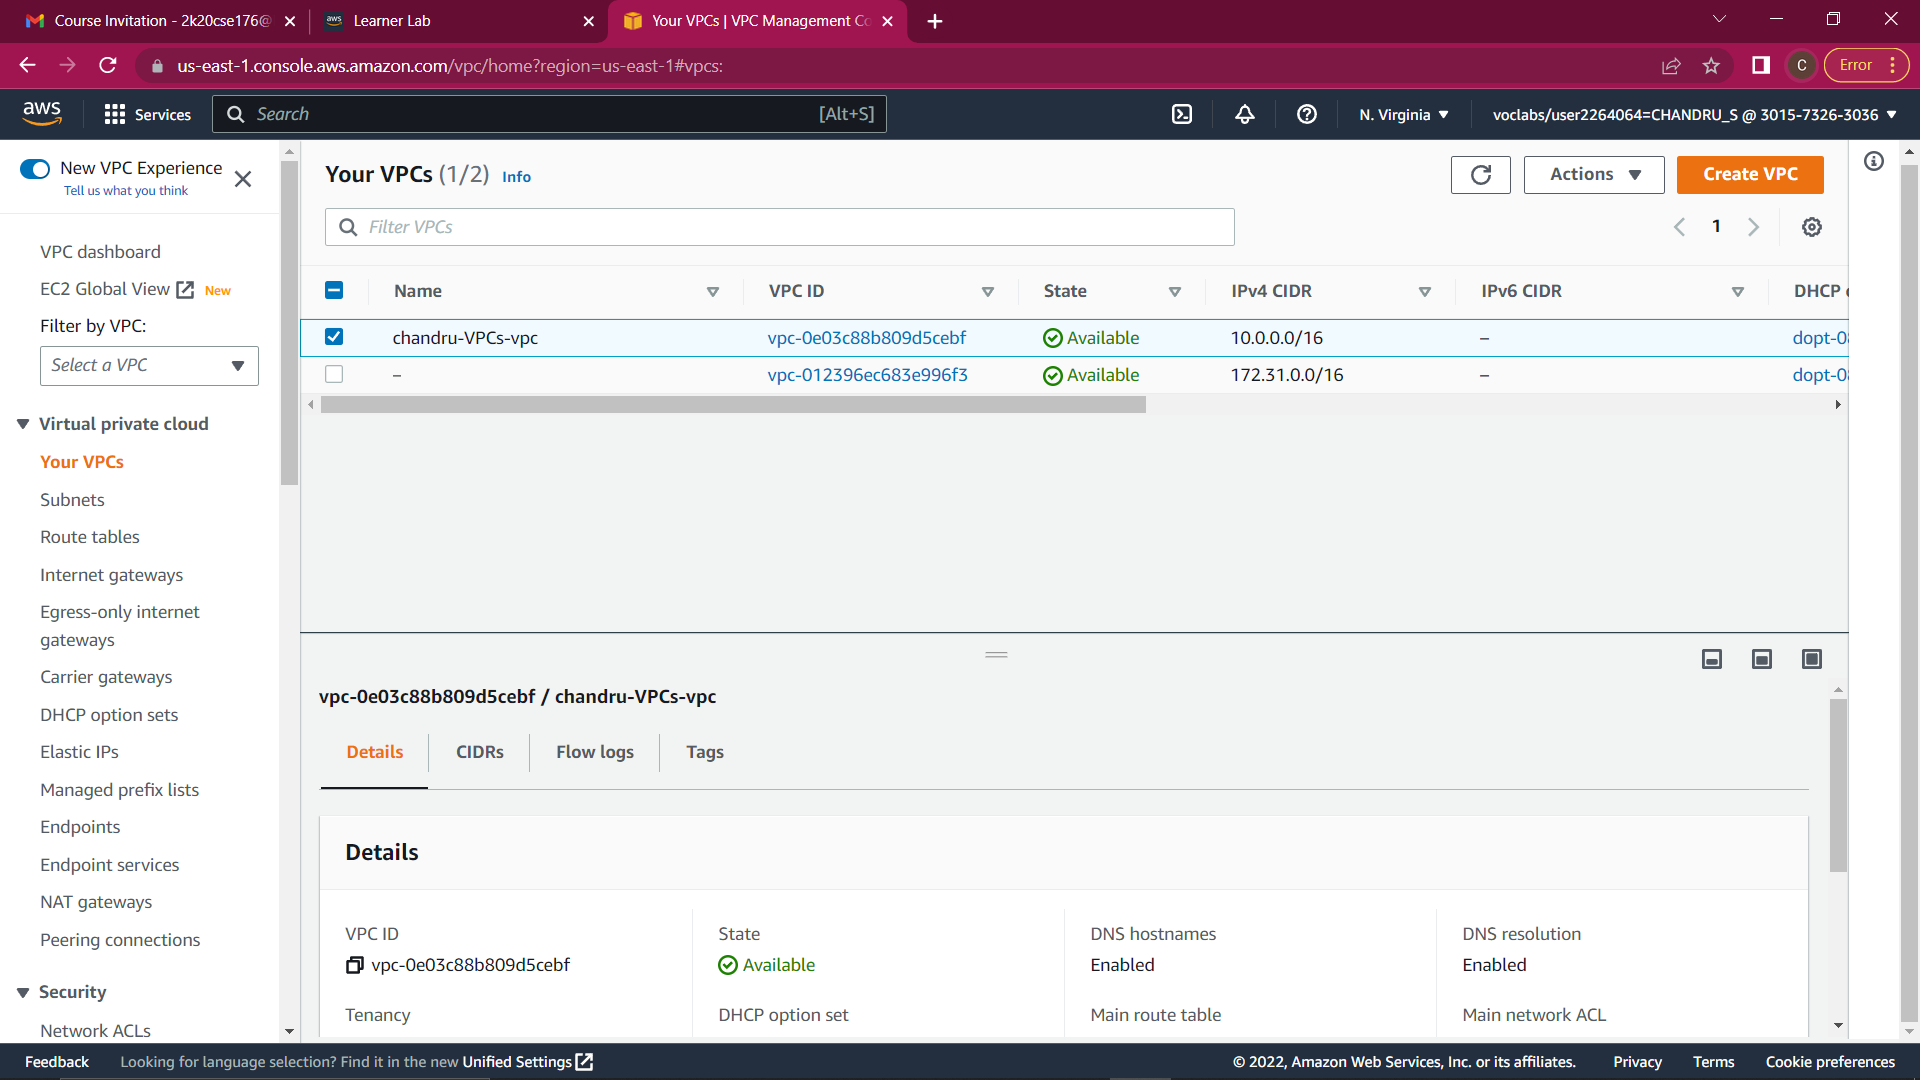 Course Invitation - 2k20cse176@
Learner Lab
Your VPCs | VPC Management Co
us-east-1.console.aws.amazon.com/vpc/home?region=us-east-1#vpcs:
C
Error
aws
Services
Search
[Alt+S]
N. Virginia
voclabs/user2264064=CHANDRU_S @ 3015-7326-3036
New VPC Experience
Tell us what you think
VPC dashboard
EC2 Global View
New
Filter by VPC:
Select a VPC
Virtual private cloud
Your VPCs
Subnets
Route tables
Internet gateways
Egress-only internet
gateways
Carrier gateways
DHCP option sets
Elastic IPs
Managed prefix lists
Endpoints
Endpoint services
NAT gateways
Peering connections
Security
Network ACLs
Your VPCs (1/2) Info
Actions
Create VPC
Filter VPCs
1
Name VPC ID State IPv4 CIDR IPv6 CIDR DHCP
chandru-VPCs-vpc vpc-0e03c88b809d5cebf Available 10.0.0.0/16 –
– vpc-012396ec683e996f3 Available 172.31.0.0/16 –
vpc-0e03c88b809d5cebf / chandru-VPCs-vpc
Details CIDRs Flow logs Tags
Details
VPC ID State DNS hostnames DNS resolution
vpc-0e03c88b809d5cebf Available Enabled Enabled
Tenancy DHCP option set Main route table Main network ACL
Feedback Looking for language selection? Find it in the new Unified Settings
© 2022, Amazon Web Services, Inc. or its affiliates. Privacy Terms Cookie preferences